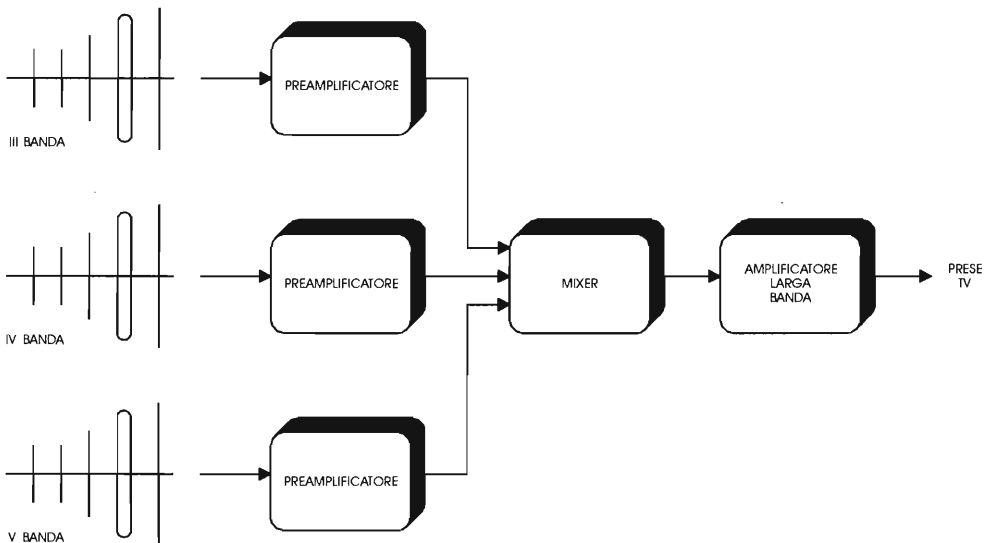 PREAMPLIFICATORE
III BANDA
PREAMPLIFICATORE
IV BANDA
MIXER
AMPLIFICATORE
LARGA
BANDA
PRESE
TV
PREAMPLIFICATORE
V BANDA